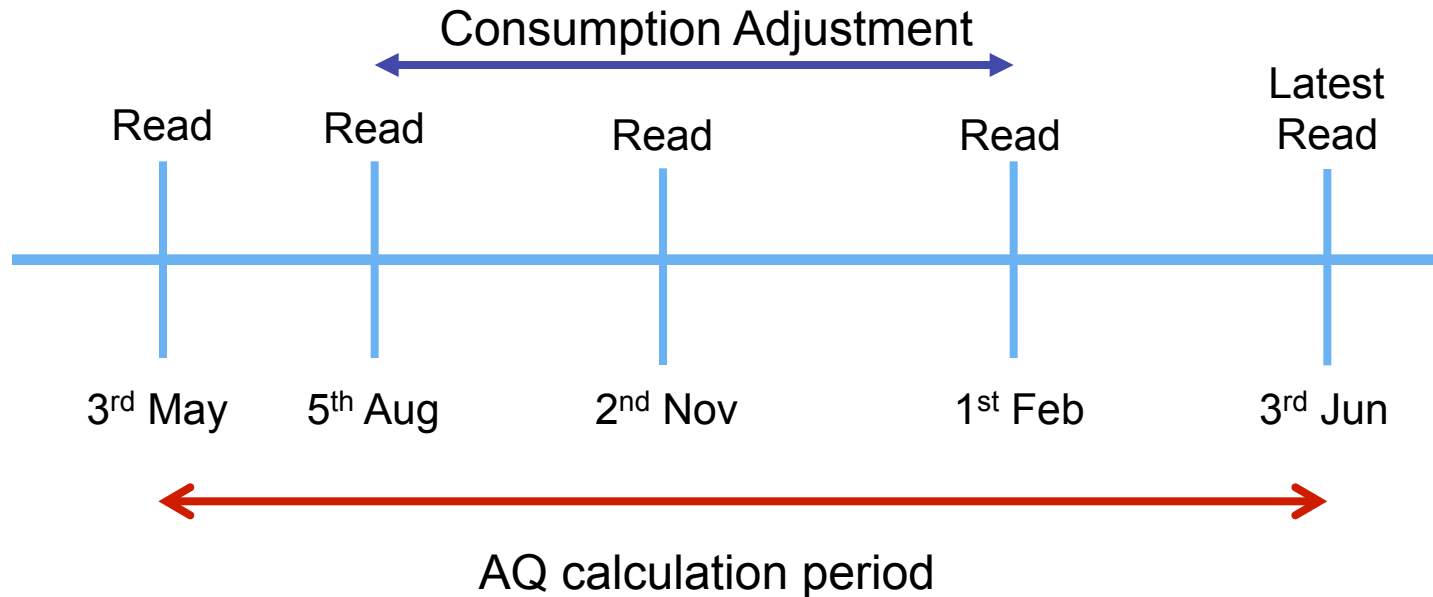 Consumption Adjustment
Read
Read
Read
Read
Latest
Read
3rd May
5th Aug
2nd Nov
1st Feb
3rd Jun
AQ calculation period